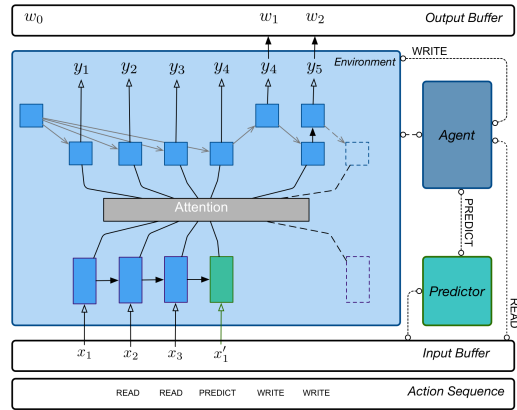 w₀ w₁ w₂ Output Buffer
WRITE
Environment
y₁ y₂ y₃ y₄ y₄ y₅
Agent
Attention
PREDICT
Predictor
READ
x₁ x₂ x₃ x′₁ Input Buffer
READ READ PREDICT WRITE WRITE Action Sequence